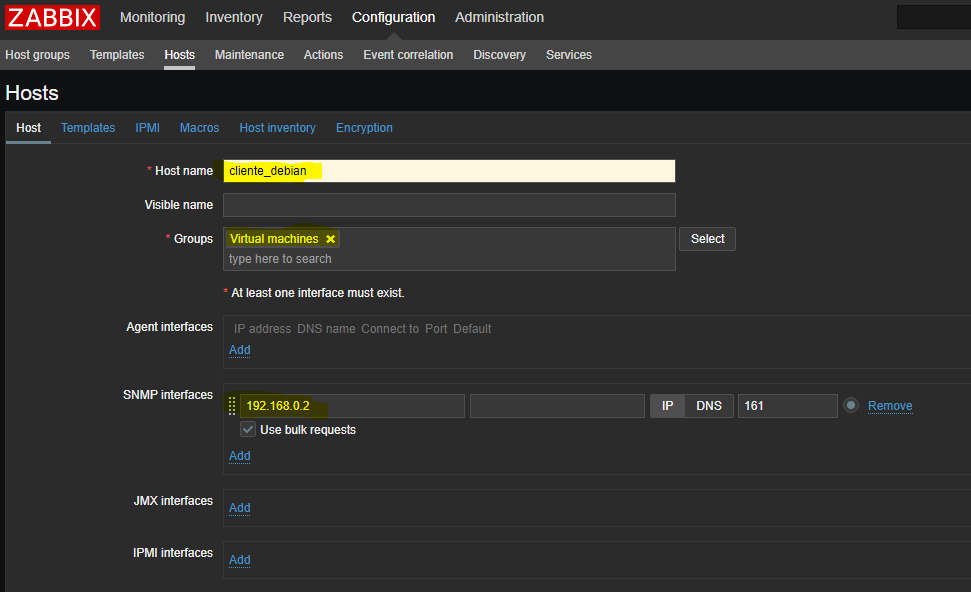 ZABBIX Monitoring Inventory Reports Configuration Administration
Host groups Templates Hosts Maintenance Actions Event correlation Discovery Services
Hosts
Host Templates IPMI Macros Host inventory Encryption
* Host name cliente_debian
Visible name
* Groups Virtual machines ✖ Select
type here to search
* At least one interface must exist.
Agent interfaces IP address DNS name Connect to Port Default
Add
SNMP interfaces 192.168.0.2 IP DNS 161 Remove
Use bulk requests
Add
JMX interfaces Add
IPMI interfaces Add